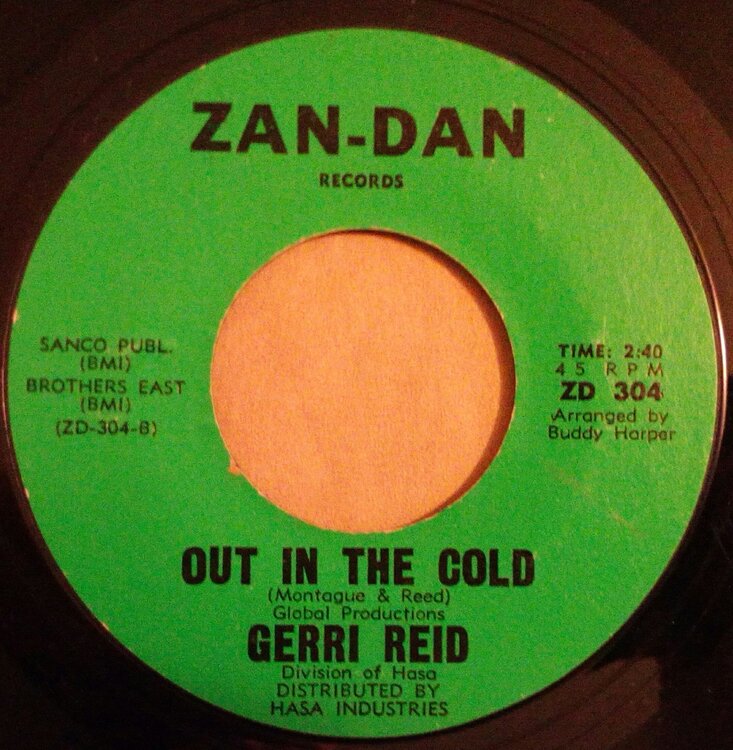 ZAN-DAN
RECORDS
SANCO PUBL.
(BMI)
BROTHERS EAST
(BMI)
(ZD-304-B)
TIME: 2:40
45 RPM
ZD 304
Arranged by
Buddy Harper
OUT IN THE COLD
(Montague & Reed)
Global Productions
GERRI REID
Division of Hasa
DISTRIBUTED BY
HASA INDUSTRIES